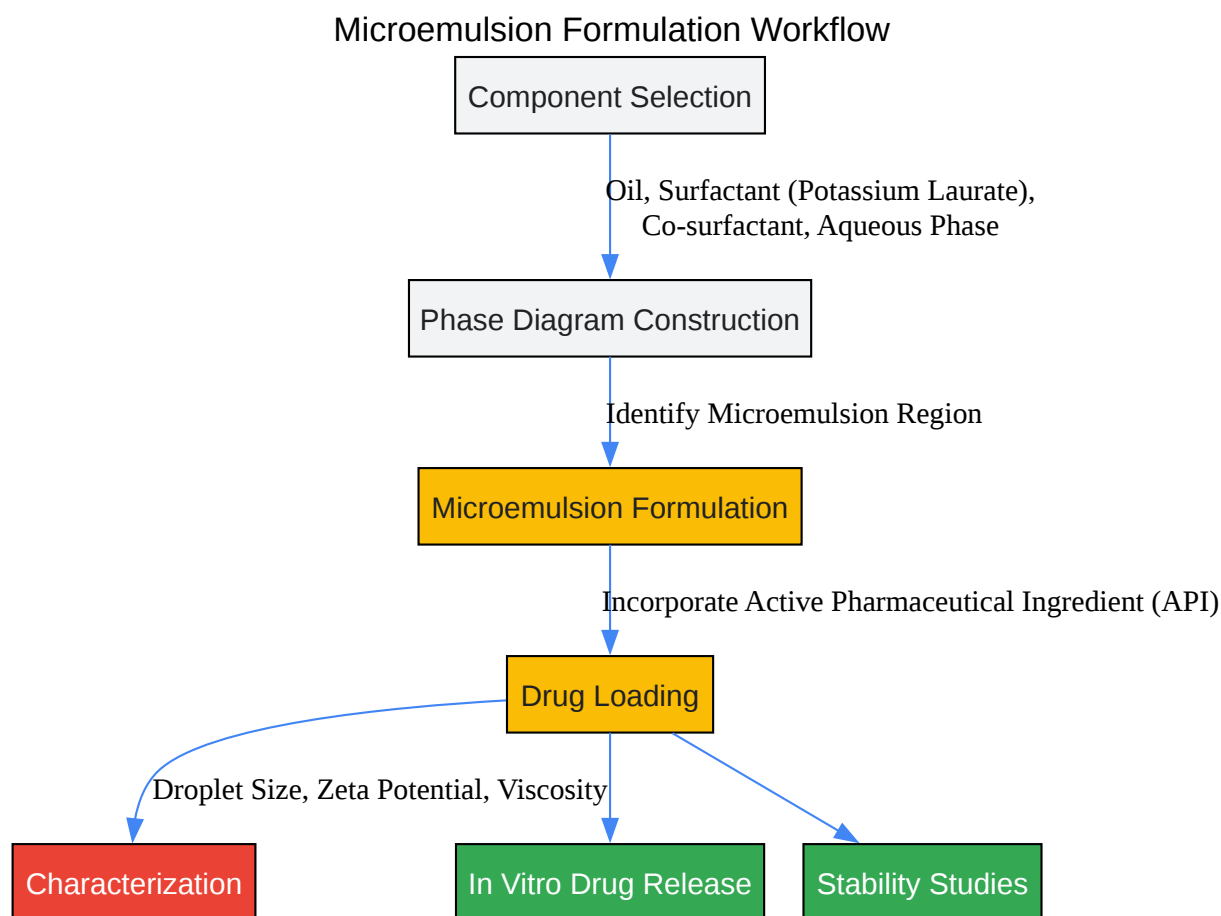 Microemulsion Formulation Workflow
Component Selection
Oil, Surfactant (Potassium Laurate),
Co-surfactant, Aqueous Phase
Phase Diagram Construction
Identify Microemulsion Region
Microemulsion Formulation
Incorporate Active Pharmaceutical Ingredient (API)
Drug Loading
Droplet Size, Zeta Potential, Viscosity
Characterization
In Vitro Drug Release
Stability Studies